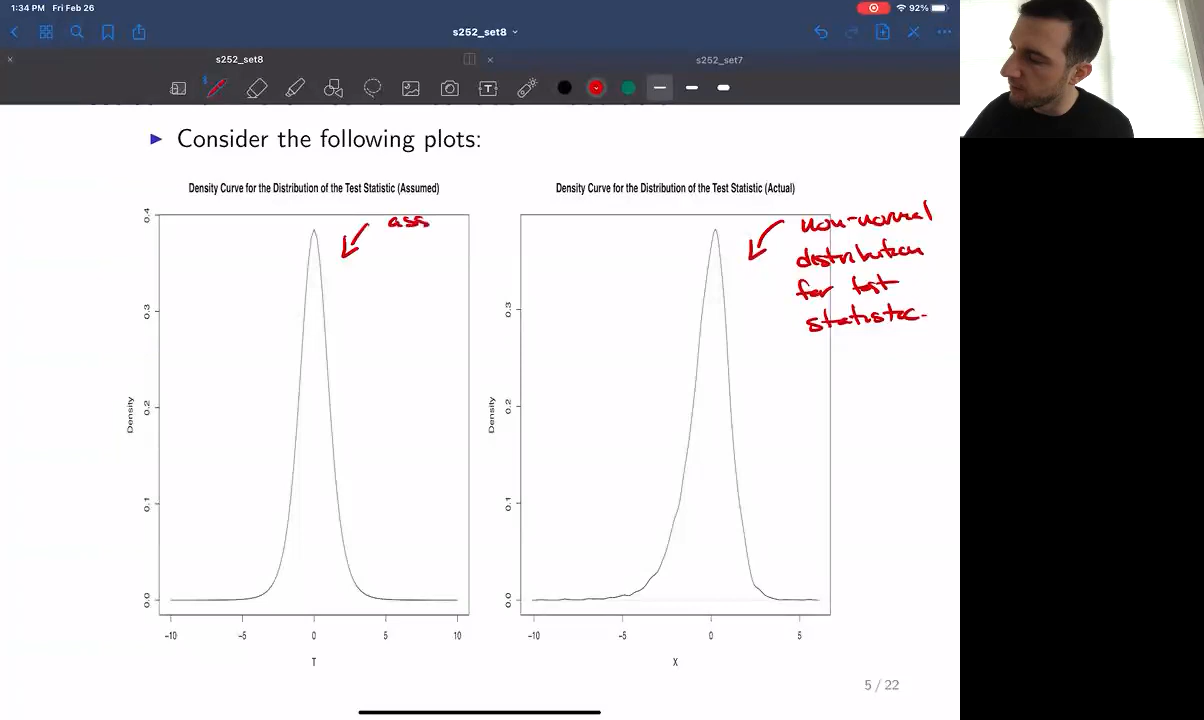 1:34 PM Fri Feb 26
92%
s252_set8
s252_set8
s252_set7
T
Consider the following plots:
Density Curve for the Distribution of the Test Statistic (Assumed)
Density Curve for the Distribution of the Test Statistic (Actual)
ass
non-normal
distribution
for test
statistic.
0.4
0.3
0.2
0.1
0.0
Density
-10
-5
0
5
10
T
0.3
0.2
0.1
0.0
Density
-10
-5
0
5
X
5 / 22